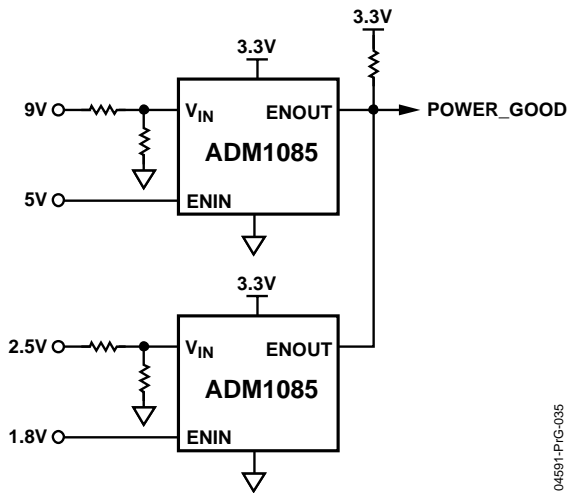 3.3V
3.3V
9V
V_IN ENOUT
POWER_GOOD
ADM1085
5V
ENIN
3.3V
2.5V
V_IN ENOUT
ADM1085
1.8V
ENIN
04591-PrG-035